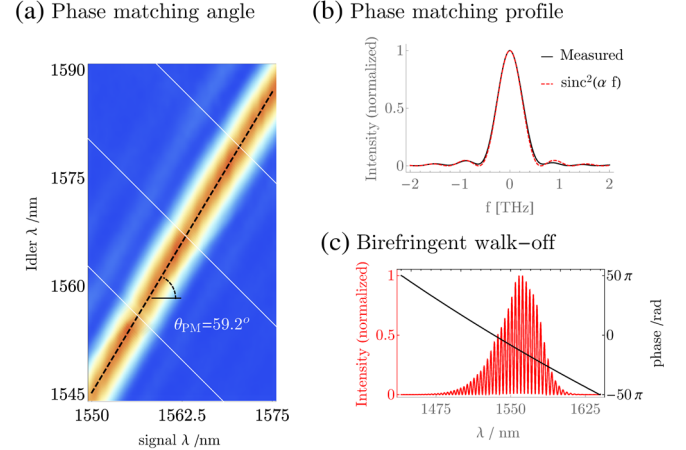 (a) Phase matching angle
1590
1575
1560
1545
Idler λ /nm
θPM=59.2°
1550
1562.5
1575
signal λ /nm
(b) Phase matching profile
Intensity (normalized)
1
0.5
0
Measured
sinc²(α f)
−2
−1
0
1
2
f [THz]
(c) Birefringent walk−off
Intensity (normalized)
1
0.5
0
50 π
0
−50 π
phase /rad
1475
1550
1625
λ / nm